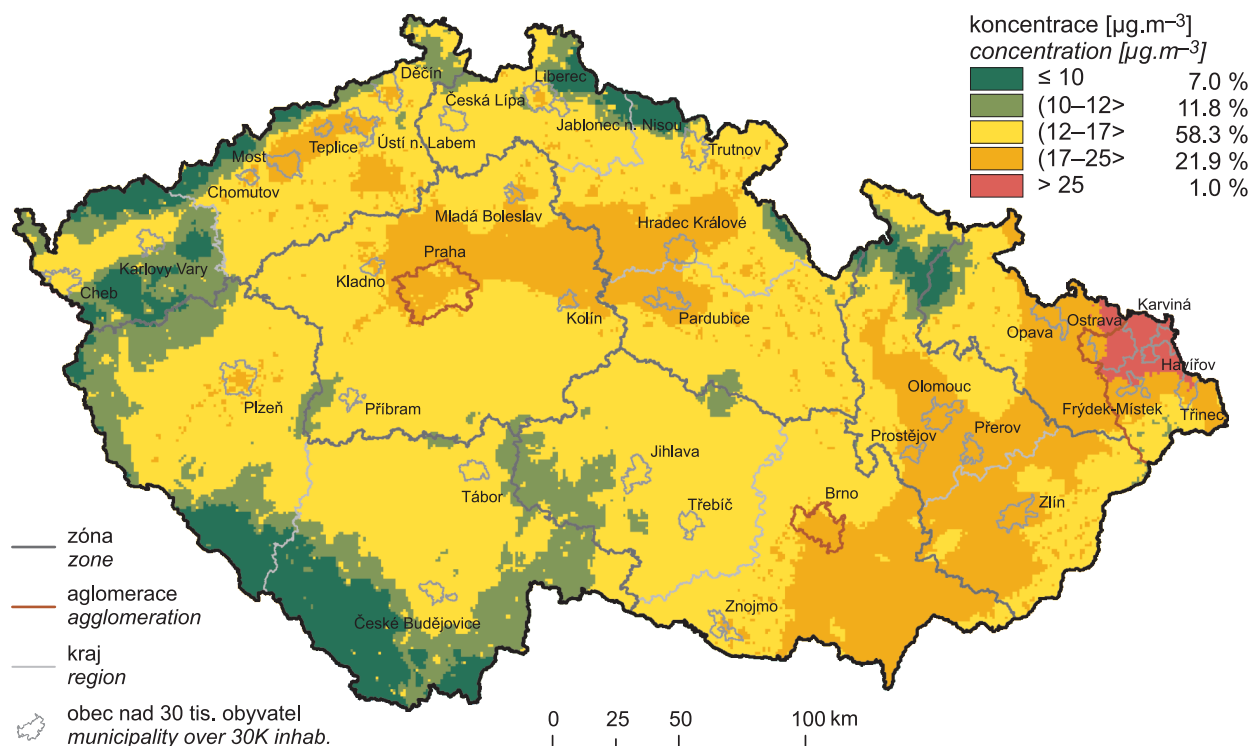 koncentrace [µg.m–³]
concentration [µg.m–³]
≤ 10 7.0 %
(10–12> 11.8 %
(12–17> 58.3 %
(17–25> 21.9 %
> 25 1.0 %
Děčín
Liberec
Česká Lípa
Jablonec n. Nisou
Teplice
Ústí n. Labem
Trutnov
Most
Chomutov
Mladá Boleslav
Hradec Králové
Praha
Karlovy Vary
Kladno
Cheb
Kolín
Pardubice
Karviná
Opava
Ostrava
Havířov
Olomouc
Frýdek-Místek
Třinec
Plzeň
Příbram
Prostějov
Přerov
Jihlava
Tábor
Třebíč
Brno
Zlín
Znojmo
České Budějovice
zóna
zone
aglomerace
agglomeration
kraj
region
obec nad 30 tis. obyvatel
municipality over 30K inhab.
0 25 50 100 km